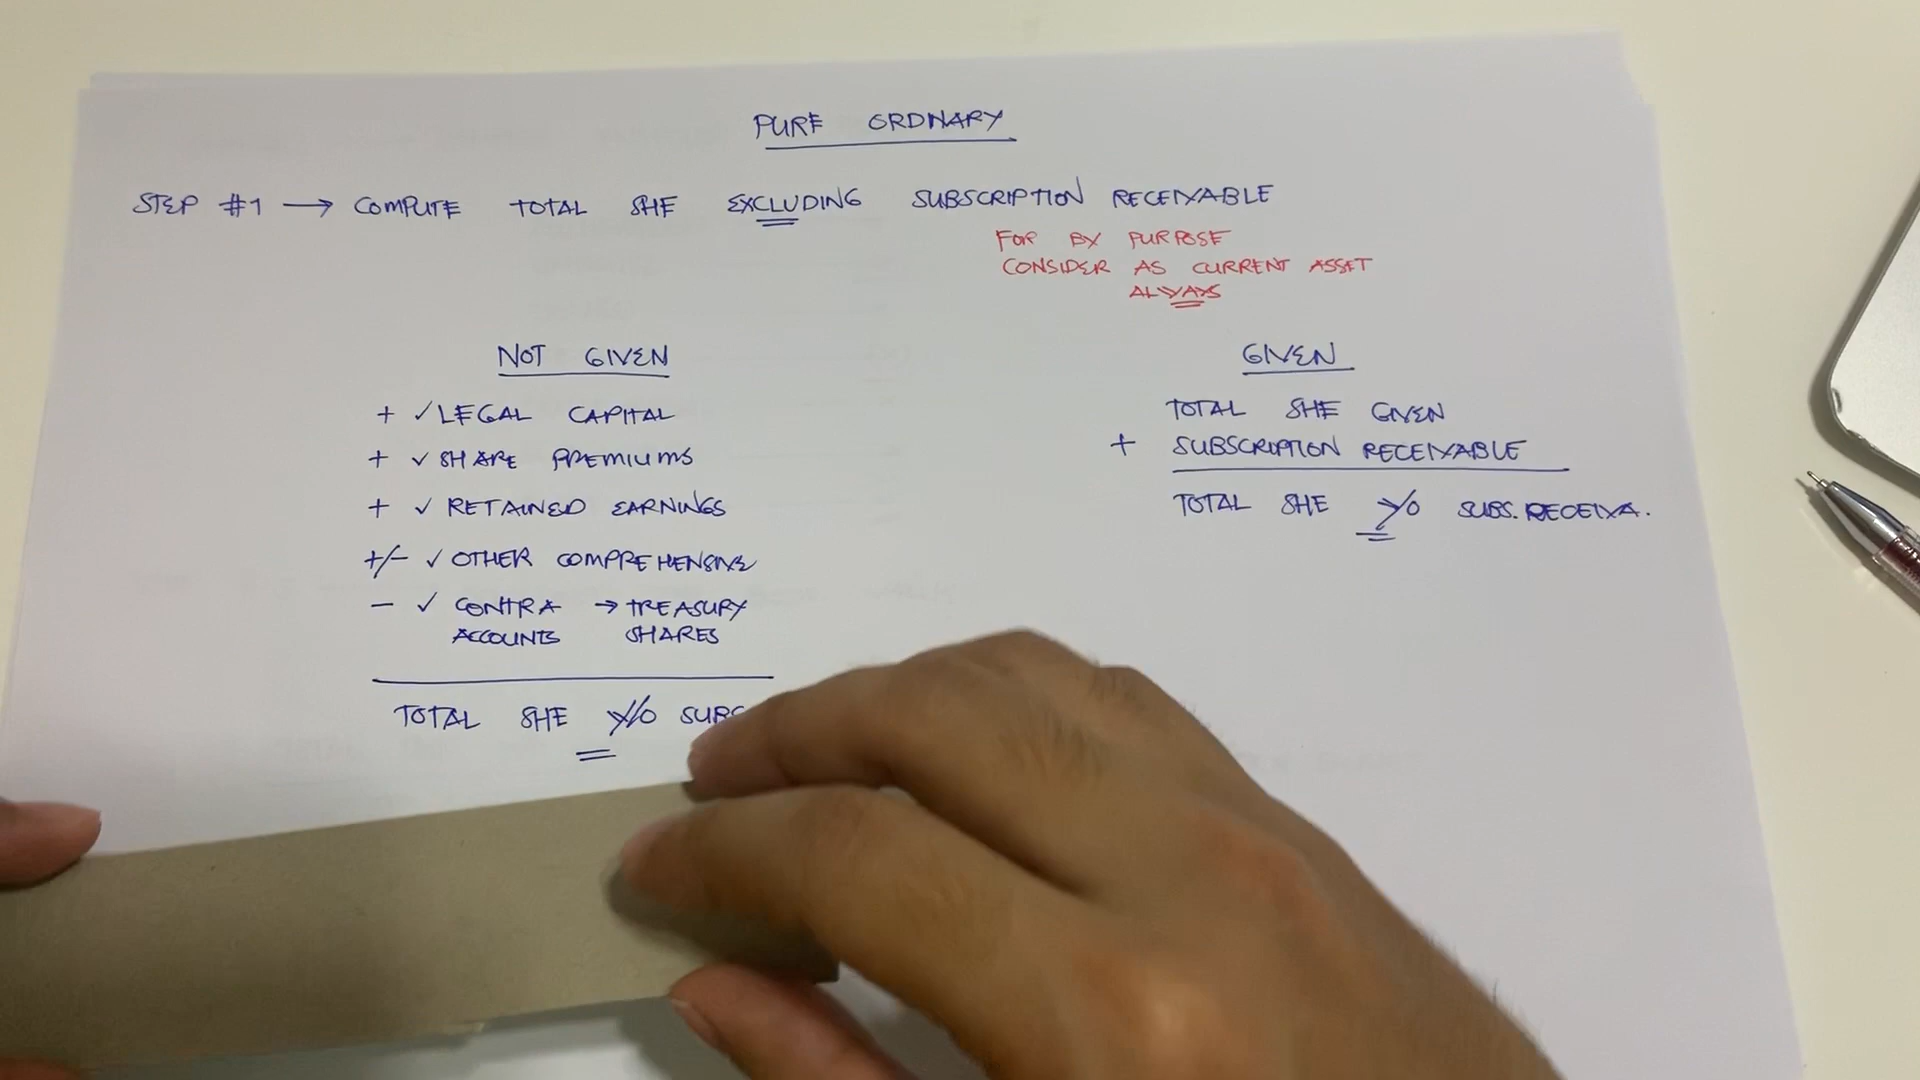 PURE ORDNARY
STEP #1 → COMPUTE TOTAL SHE EXCLUDING SUBSCRIPTION RECEIVABLE
FOR BV PURPOSE
CONSIDER AS CURRENT ASSET
ALWAYS
NOT GIVEN
+ ✓ LEGAL CAPITAL
+ ✓ SHARE PREMIUMS
+ ✓ RETAINED EARNINGS
+/- ✓ OTHER COMPREHENSIVE
- ✓ CONTRA → TREASURY
ACCOUNTS SHARES
TOTAL SHE W/O SUBS
GIVEN
TOTAL SHE GIVEN
+ SUBSCRIPTION RECEIVABLE
TOTAL SHE W/O SUBS. RECEIVA.